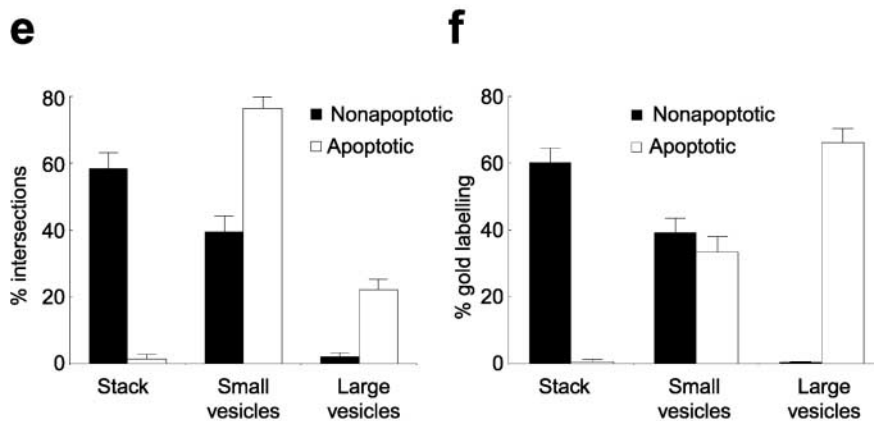 e
80
60
40
20
0
% intersections
Nonapoptotic
Apoptotic
Stack
Small
vesicles
Large
vesicles
f
80
60
40
20
0
% gold labelling
Nonapoptotic
Apoptotic
Stack
Small
vesicles
Large
vesicles